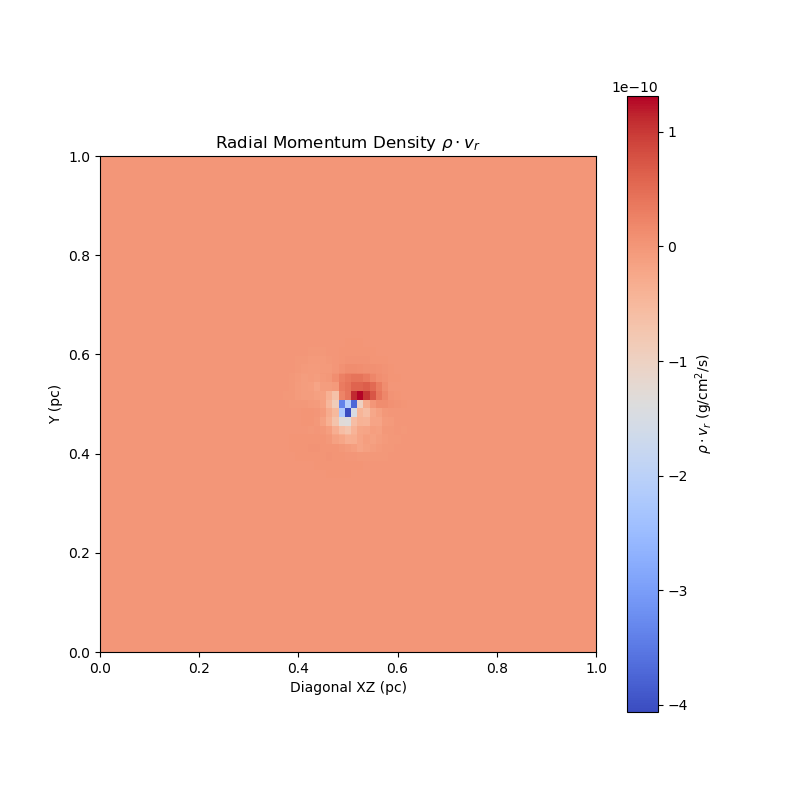 Radial Momentum Density ρ · v_r
1e−10
1.0
0.8
0.6
0.4
0.2
0.0
Y (pc)
0.0 0.2 0.4 0.6 0.8 1.0
Diagonal XZ (pc)
1
0
−1
−2
−3
−4
ρ · v_r (g/cm²/s)